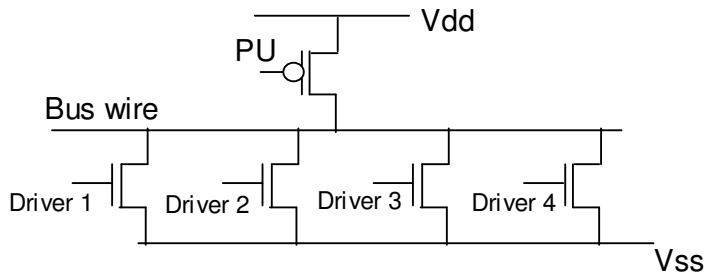 Vdd
PU
Bus wire
Driver 1
Driver 2
Driver 3
Driver 4
Vss